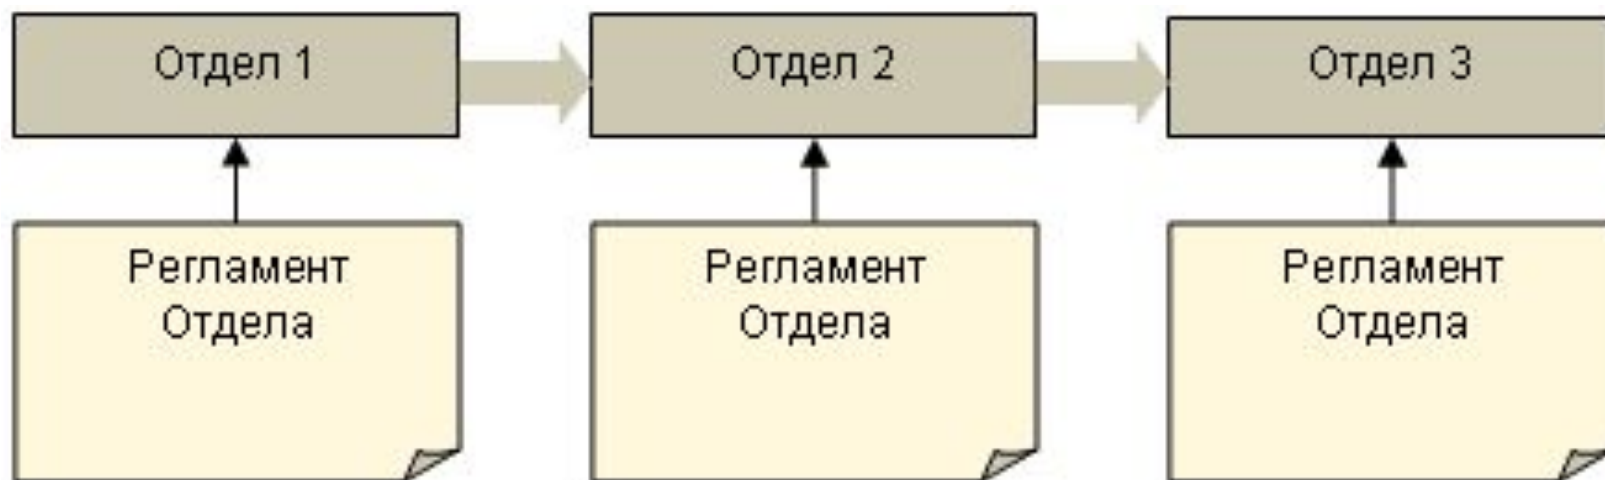 Отдел 1
Отдел 2
Отдел 3
Регламент
Отдела
Регламент
Отдела
Регламент
Отдела